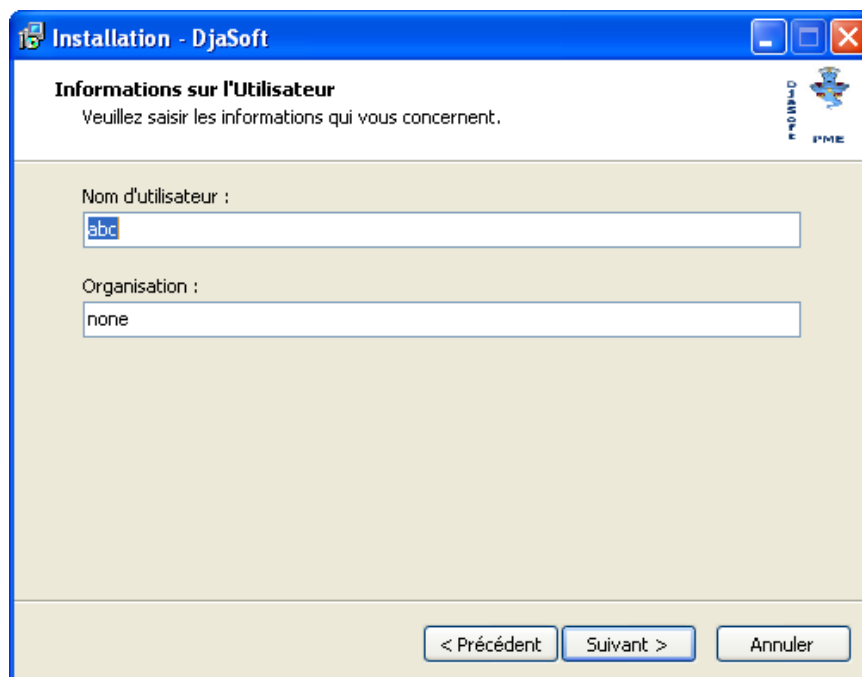 Installation - DjaSoft
Informations sur l'Utilisateur
Veuillez saisir les informations qui vous concernent.
DjaSoft
PME
Nom d'utilisateur :
abc
Organisation :
none
< Précédent
Suivant >
Annuler